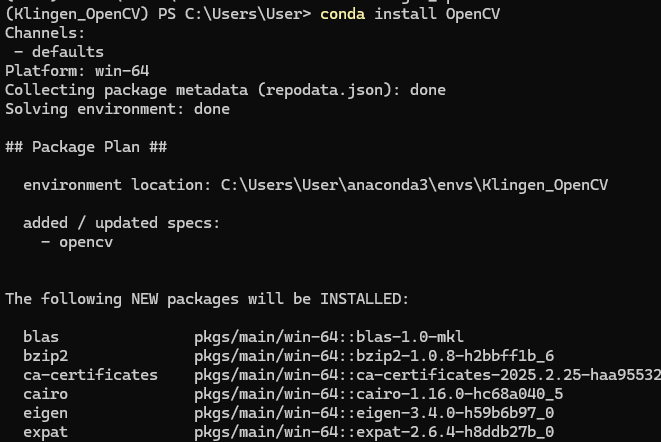 (Klingen_OpenCV) PS C:\Users\User> conda install OpenCV
Channels:
 - defaults
Platform: win-64
Collecting package metadata (repodata.json): done
Solving environment: done

## Package Plan ##

  environment location: C:\Users\User\anaconda3\envs\Klingen_OpenCV

  added / updated specs:
    - opencv


The following NEW packages will be INSTALLED:

  blas               pkgs/main/win-64::blas-1.0-mkl
  bzip2              pkgs/main/win-64::bzip2-1.0.8-h2bbff1b_6
  ca-certificates    pkgs/main/win-64::ca-certificates-2025.2.25-haa95532
  cairo              pkgs/main/win-64::cairo-1.16.0-hc68a040_5
  eigen              pkgs/main/win-64::eigen-3.4.0-h59b6b97_0
  expat              pkgs/main/win-64::expat-2.6.4-h8ddb27b_0